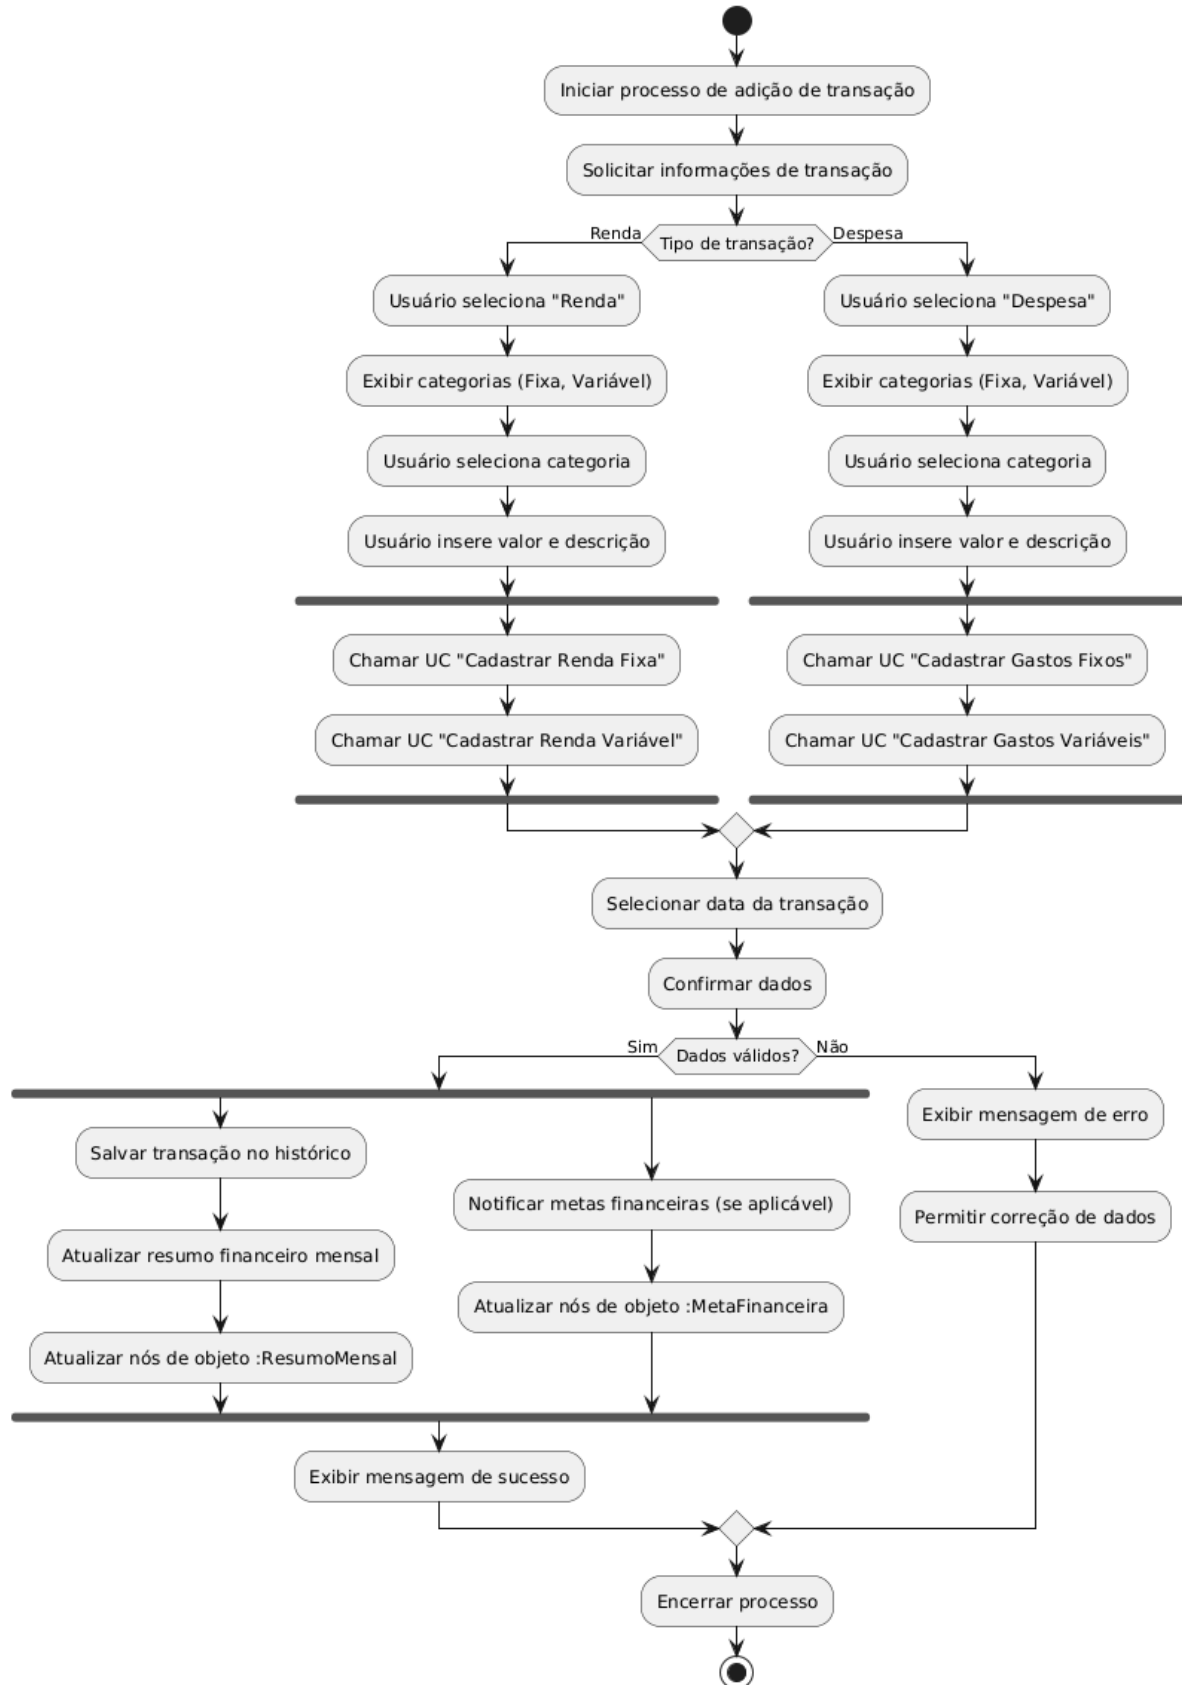 Iniciar processo de adição de transação
Solicitar informações de transação
Renda
Tipo de transação?
Despesa
Usuário seleciona "Renda"
Usuário seleciona "Despesa"
Exibir categorias (Fixa, Variável)
Exibir categorias (Fixa, Variável)
Usuário seleciona categoria
Usuário seleciona categoria
Usuário insere valor e descrição
Usuário insere valor e descrição
Chamar UC "Cadastrar Renda Fixa"
Chamar UC "Cadastrar Gastos Fixos"
Chamar UC "Cadastrar Renda Variável"
Chamar UC "Cadastrar Gastos Variáveis"
Selecionar data da transação
Confirmar dados
Sim
Dados válidos?
Não
Exibir mensagem de erro
Salvar transação no histórico
Notificar metas financeiras (se aplicável)
Permitir correção de dados
Atualizar resumo financeiro mensal
Atualizar nós de objeto :MetaFinanceira
Atualizar nós de objeto :ResumoMensal
Exibir mensagem de sucesso
Encerrar processo